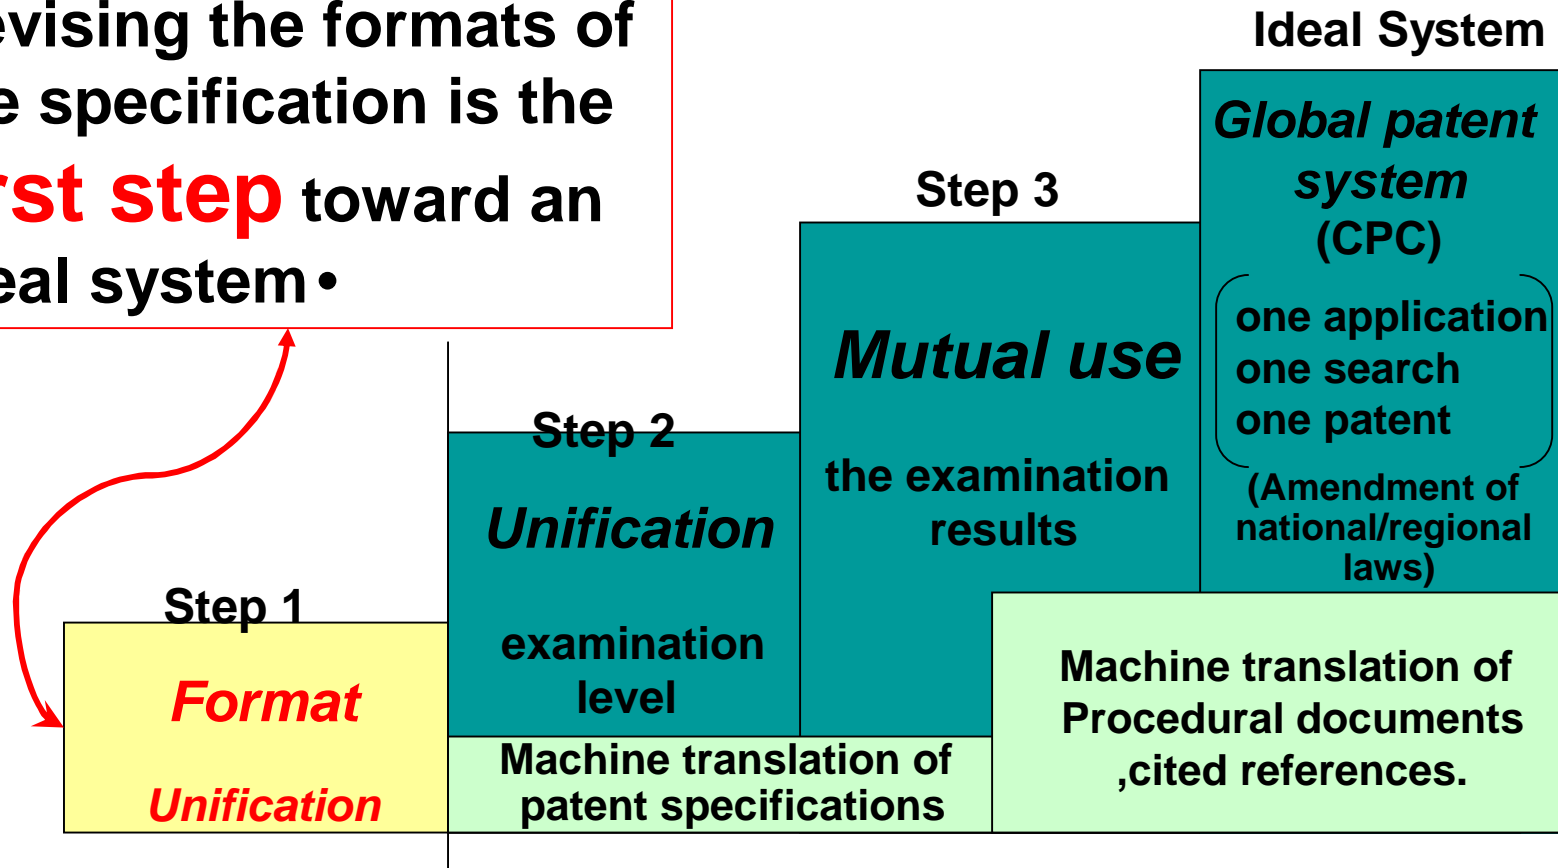 evising the formats of
e specification is the
rst step toward an
eal system•
Ideal System
Global patent
system
(CPC)
one application
one search
one patent
(Amendment of
national/regional
laws)
Step 3
Mutual use
the examination
results
Step 2
Unification
examination
level
Step 1
Format
Unification
Machine translation of
patent specifications
Machine translation of
Procedural documents
,cited references.